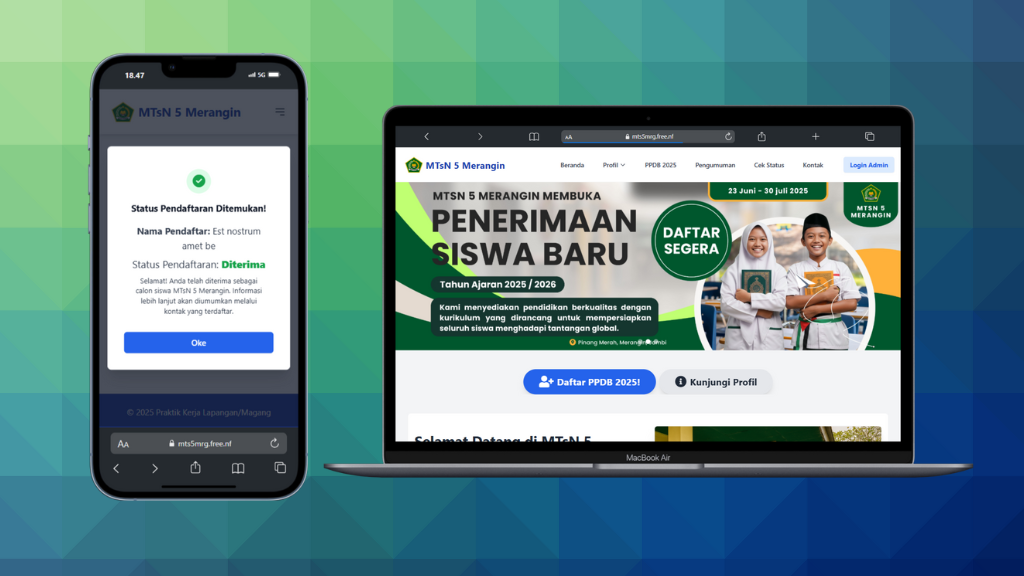 18.47
5G
MTsN 5 Merangin
Status Pendaftaran Ditemukan!
Nama Pendaftar: Est nostrum
amet be
Status Pendaftaran: Diterima
Selamat! Anda telah diterima sebagai
calon siswa MTsN 5 Merangin. Informasi
lebih lanjut akan diumumkan melalui
kontak yang terdaftar.
Oke
© 2025 Praktik Kerja Lapangan/Magang
AA
mts5mrg.free.nf
AA
mts5mrg.free.nf
MTsN 5 Merangin
Beranda
Profil
PPDB 2025
Pengumuman
Cek Status
Kontak
Login Admin
MTSN 5 MERANGIN MEMBUKA
PENERIMAAN
SISWA BARU
Tahun Ajaran 2025 / 2026
Kami menyediakan pendidikan berkualitas dengan
kurikulum yang dirancang untuk mempersiapkan
seluruh siswa menghadapi tantangan global.
Pinang Merah, Merangin, Jambi
DAFTAR
SEGERA
23 Juni - 30 juli 2025
MTSN 5
MERANGIN
Daftar PPDB 2025!
Kunjungi Profil
Selamat Datang di MTsN 5
MacBook Air